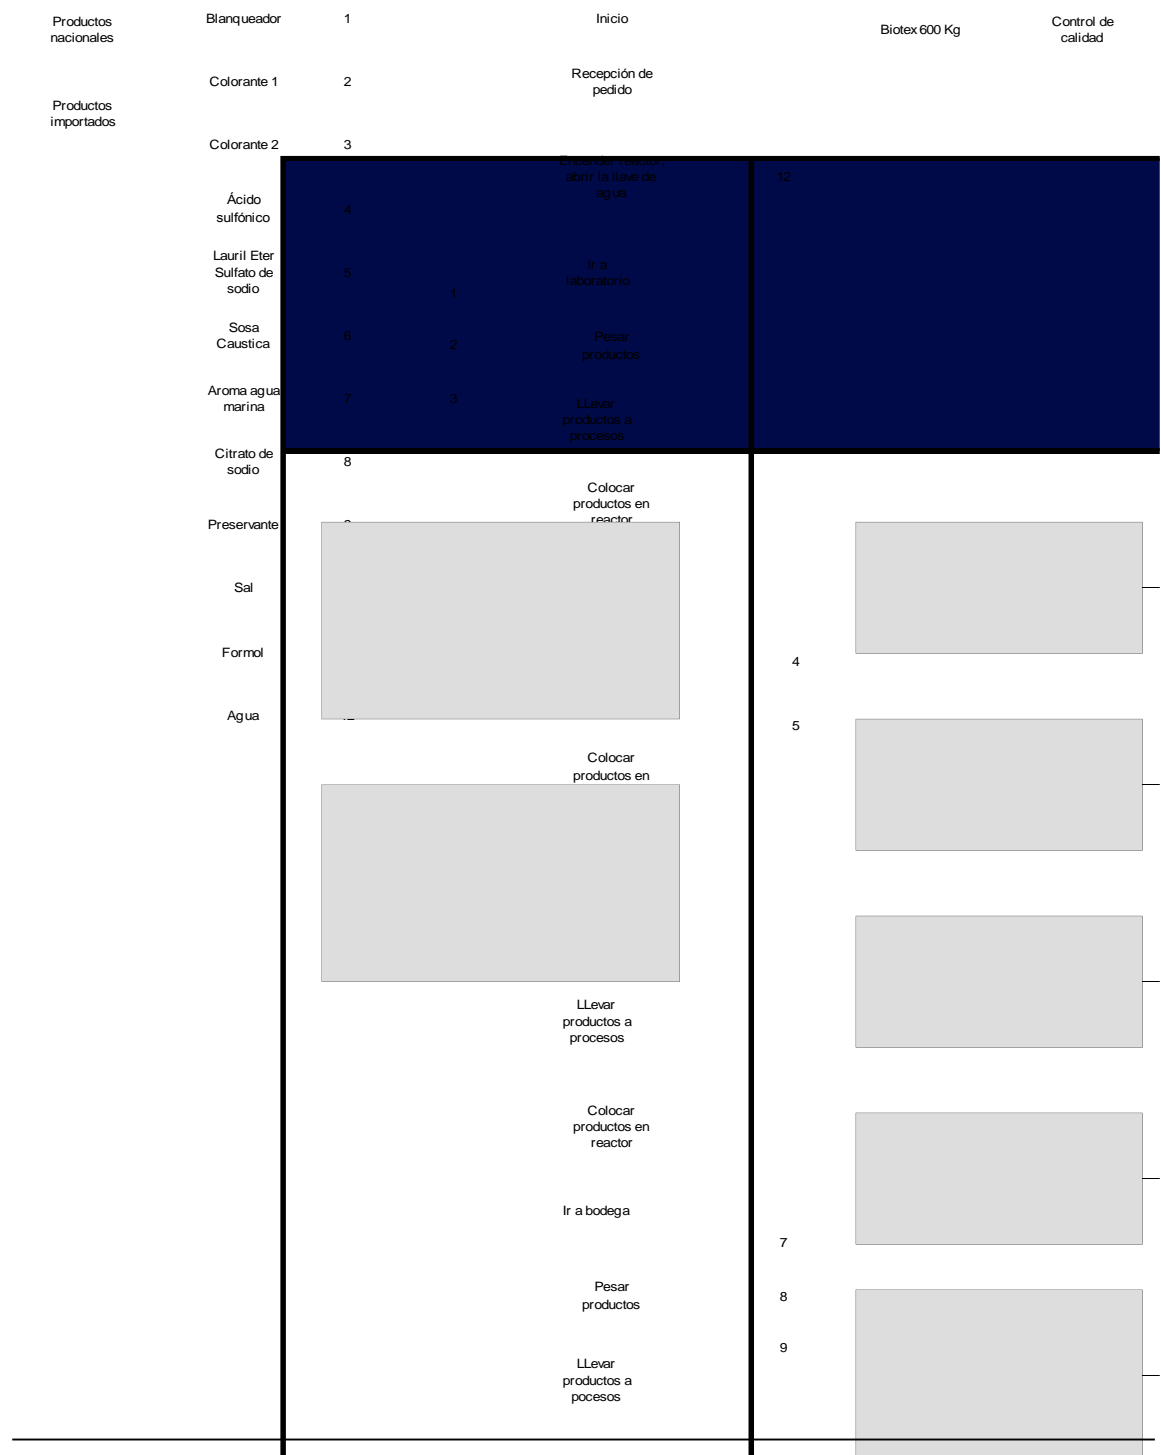 Productos
nacionales
Productos
importados
Blanqueador 1
Colorante 1 2
Colorante 2 3
Ácido
sulfónico
4
Lauril Eter
Sulfato de
sodio
5
Sosa
Caustica
6
Aroma agua
marina
7
Citrato de
sodio
8
Preservante
Sal
Formol
Agua
1
2
3
Inicio
Recepción de
pedido
abrir la llave de
agua
Ir a
laboratorio
Pesar
productos
LLevar
productos a
procesos
Colocar
productos en
reactor
Colocar
productos en
LLevar
productos a
procesos
Colocar
productos en
reactor
Ir a bodega
Pesar
productos
LLevar
productos a
pocesos
12
4
5
7
8
9
Biotex 600 Kg
Control de
calidad